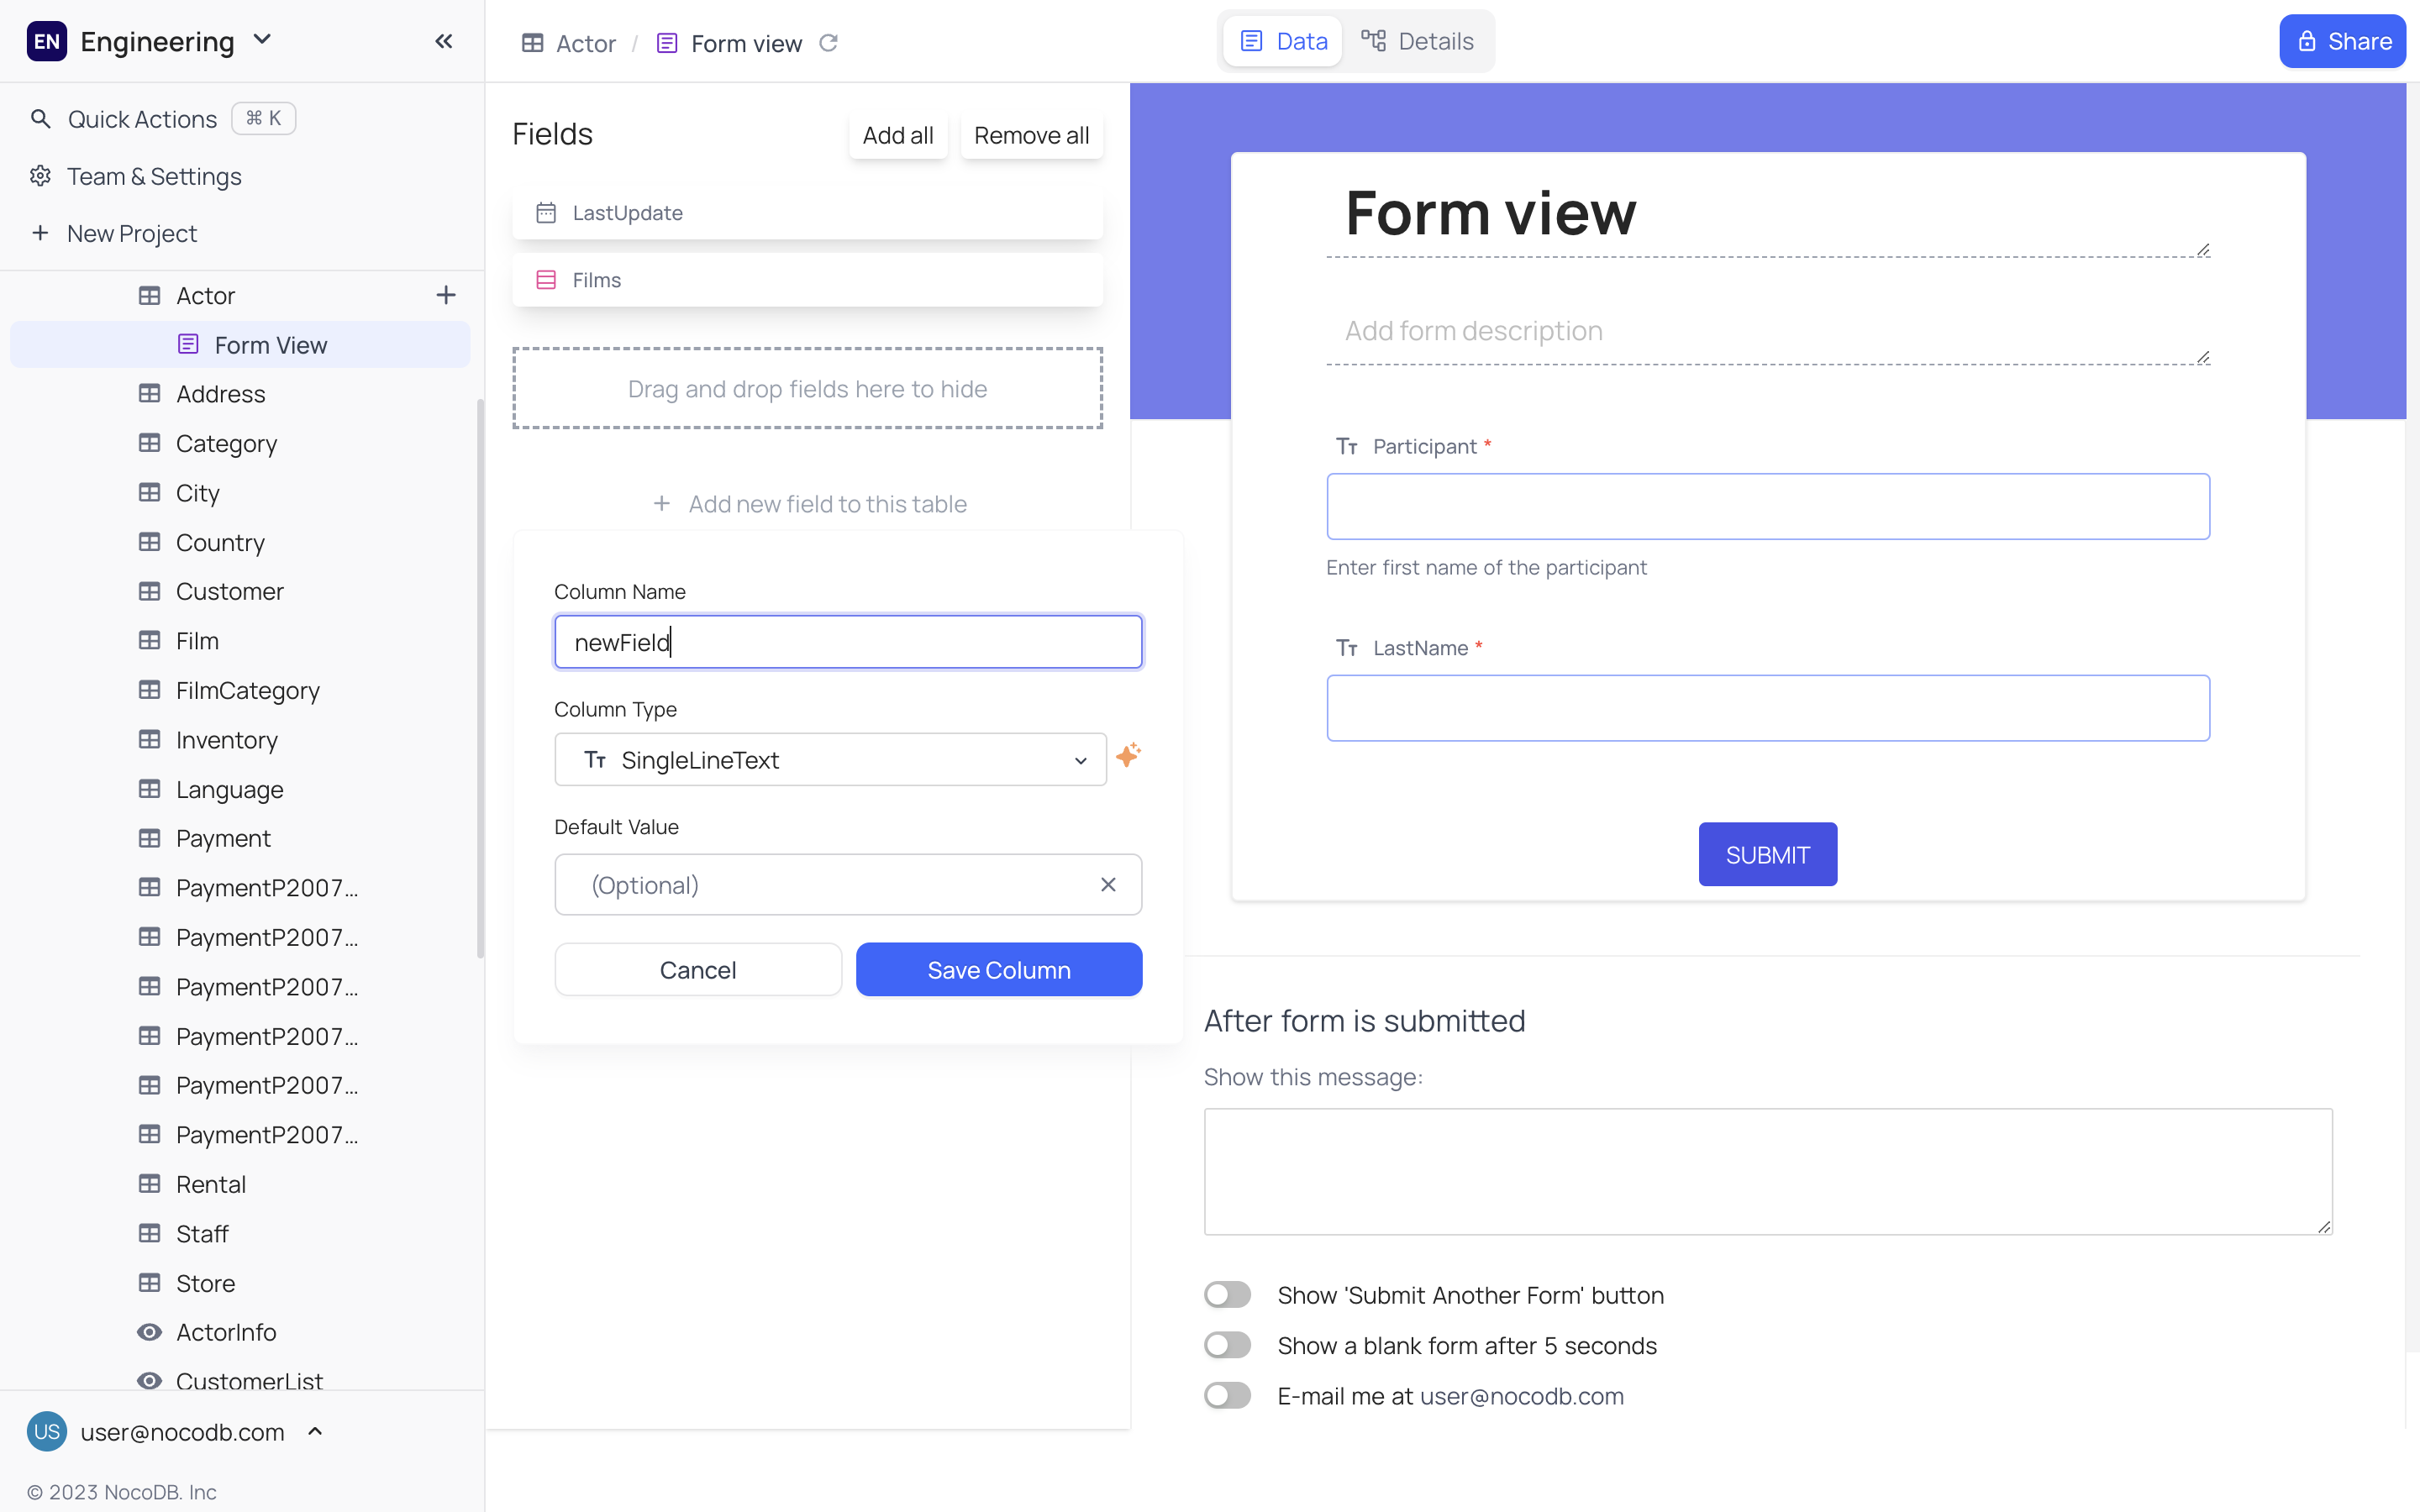 EN Engineering
Quick Actions ⌘ K
Team & Settings
New Project
Actor
Form View
Address
Category
City
Country
Customer
Film
FilmCategory
Inventory
Language
Payment
PaymentP2007...
PaymentP2007...
PaymentP2007...
PaymentP2007...
PaymentP2007...
PaymentP2007...
Rental
Staff
Store
ActorInfo
CustomerList
US user@nocodb.com
© 2023 NocoDB. Inc
Actor / Form view
Data Details
Share
Fields
Add all Remove all
LastUpdate
Films
Drag and drop fields here to hide
+ Add new field to this table
Column Name
newField
Column Type
SingleLineText
Default Value
(Optional)
Cancel Save Column
Form view
Add form description
Participant *
Enter first name of the participant
LastName *
SUBMIT
After form is submitted
Show this message:
Show 'Submit Another Form' button
Show a blank form after 5 seconds
E-mail me at user@nocodb.com